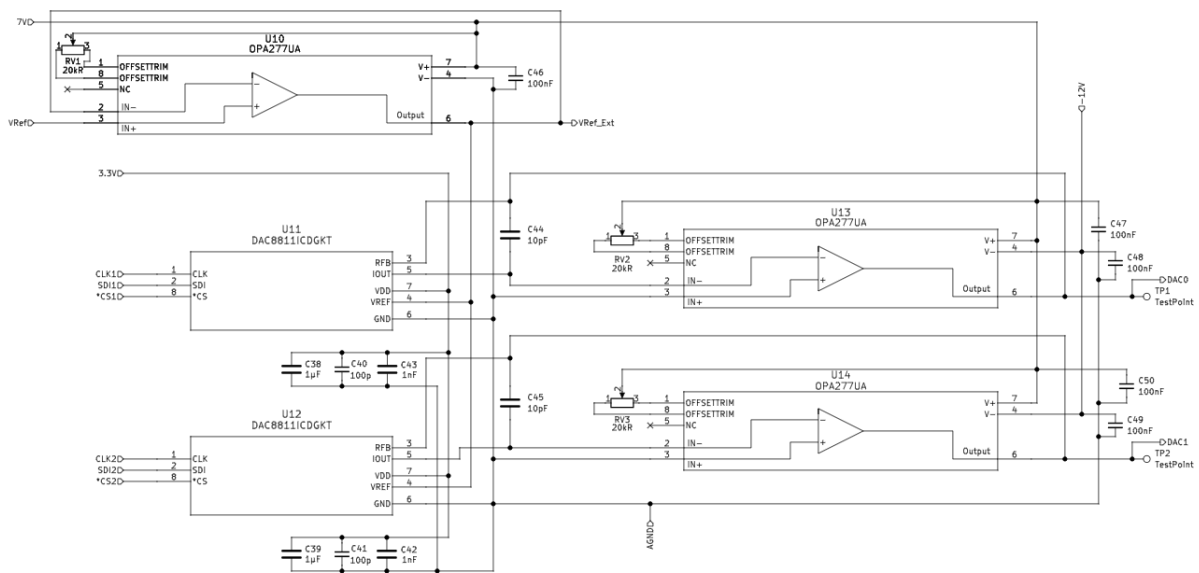 7V
U10
OPA277UA
1 2 3
RV1
20kR
1 OFFSETTRIM
8 OFFSETTRIM
5 NC
2 IN-
3 IN+
V+ 7
V- 4
Output 6
C46
100nF
VRef
VRef_Ext
-12V
3.3V
U11
DAC8811ICDGKT
CLK1 1 CLK
SDI1 2 SDI
*CS1 8 *CS
RFB 3
IOUT 5
VDD 7
VREF 4
GND 6
C44
10pF
U13
OPA277UA
1 2 3
RV2
20kR
1 OFFSETTRIM
8 OFFSETTRIM
5 NC
2 IN-
3 IN+
V+ 7
V- 4
Output 6
C47
100nF
C48
100nF
DAC0
TP1
TestPoint
C38
1µF
C40
100p
C43
1nF
U12
DAC8811ICDGKT
CLK2 1 CLK
SDI2 2 SDI
*CS2 8 *CS
RFB 3
IOUT 5
VDD 7
VREF 4
GND 6
C45
10pF
U14
OPA277UA
1 2 3
RV3
20kR
1 OFFSETTRIM
8 OFFSETTRIM
5 NC
2 IN-
3 IN+
V+ 7
V- 4
Output 6
C50
100nF
C49
100nF
DAC1
TP2
TestPoint
AGND
C39
1µF
C41
100p
C42
1nF